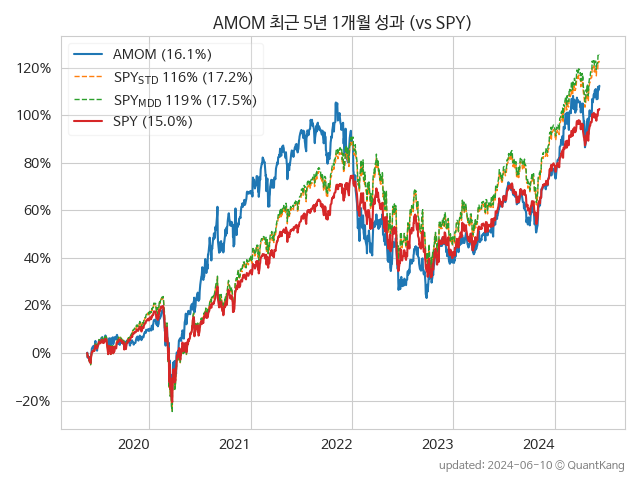 AMOM 최근 5년 1개월 성과 (vs SPY)
AMOM (16.1%)
SPY_STD 116% (17.2%)
SPY_MDD 119% (17.5%)
SPY (15.0%)
120%
100%
80%
60%
40%
20%
0%
−20%
2020 2021 2022 2023 2024
updated: 2024-06-10 © QuantKang